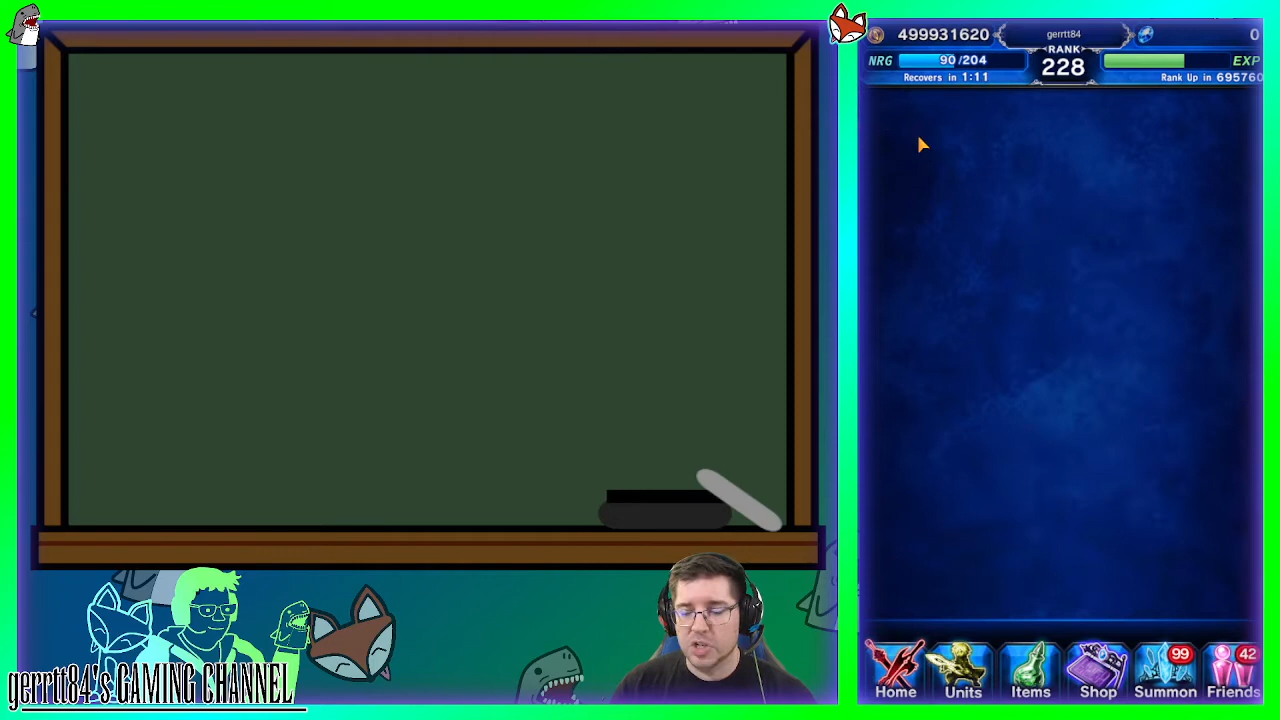 499931620
gerrtt84
0
NRG 90/204
RANK
228
EXP
Recovers in 1:11
Rank Up in 695760
Home
Units
Items
Shop
99
Summon
42
Friends
gerrtt84's GAMING CHANNEL